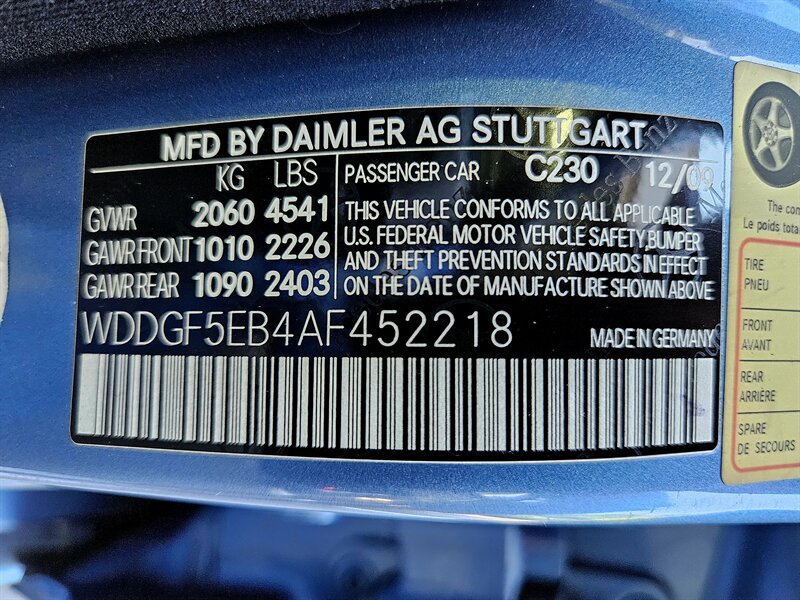 MFD BY DAIMLER AG STUTTGART
KG LBS
PASSENGER CAR C230 12/09
GVWR 2060 4541
GAWR FRONT 1010 2226
GAWR REAR 1090 2403
THIS VEHICLE CONFORMS TO ALL APPLICABLE
U.S. FEDERAL MOTOR VEHICLE SAFETY, BUMPER
AND THEFT PREVENTION STANDARDS IN EFFECT
ON THE DATE OF MANUFACTURE SHOWN ABOVE
WDDGF5EB4AF452218
MADE IN GERMANY
The
Le poids
TIRE
PNEU
FRONT
AVANT
REAR
ARRIÈRE
SPARE
DE SECOURS